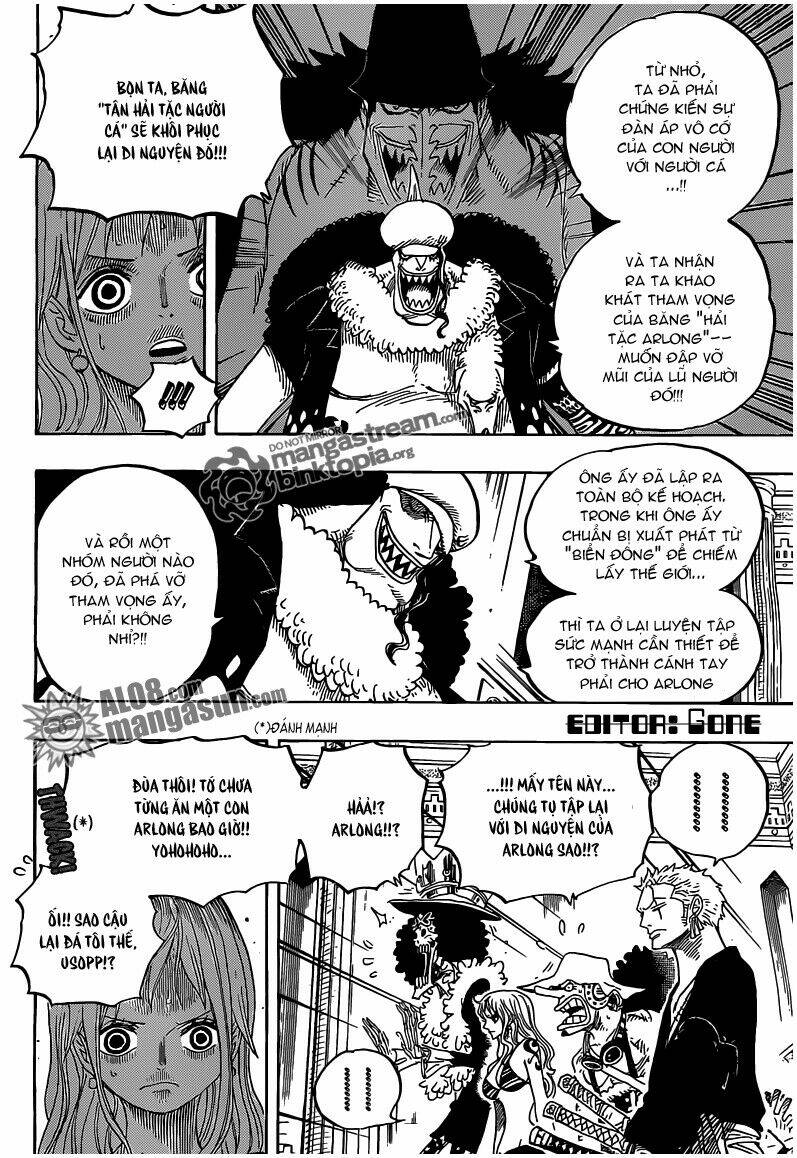 TỪ NHỎ,
TA ĐÃ PHẢI
CHỨNG KIẾN SỰ
ĐÀN ÁP VÔ CỚ
CỦA CON NGƯỜI
VỚI NGƯỜI CÁ
...!!
VÀ TA NHẬN
RA TA KHAO
KHÁT THAM VỌNG
CỦA BĂNG "HẢI
TẶC ARLONG"--
MUỐN ĐẬP VỠ
MŨI CỦA LŨ NGƯỜI
ĐÓ!!!
BỌN TA, BĂNG
"TÂN HẢI TẶC NGƯỜI
CÁ" SẼ KHÔI PHỤC
LẠI DI NGUYỆN ĐÓ!!!
!!!
DO NOT MIRROR
mangastream.com
binktopia.org
ÔNG ẤY ĐÃ LẬP RA
TOÀN BỘ KẾ HOẠCH.
TRONG KHI ÔNG ẤY
CHUẨN BỊ XUẤT PHÁT TỪ
"BIỂN ĐÔNG" ĐỂ CHIẾM
LẤY THẾ GIỚI...
THÌ TA Ở LẠI LUYỆN TẬP
SỨC MẠNH CẦN THIẾT ĐỂ
TRỞ THÀNH CÁNH TAY
PHẢI CHO ARLONG
VÀ RỒI MỘT
NHÓM NGƯỜI NÀO
ĐÓ, ĐÃ PHÁ VỠ
THAM VỌNG ẤY,
PHẢI KHÔNG
NHỈ?!!
AL08.com
mangasun.com
(*)ĐÁNH MẠNH
EDITOR: GONE
...!!! MẤY TÊN NÀY...
CHÚNG TỤ TẬP LẠI
VỚI DI NGUYỆN CỦA
ARLONG SAO!!?
HẢẢ!?
ARLONG!!?
ĐÙA THÔI! TỚ CHƯA
TỪNG ĂN MỘT CON
ARLONG BAO GIỜ!!
YOHOHOHO...
THWACK!
(*)
ỐI!! SAO CẬU
LẠI ĐÁ TÔI THẾ,
USOPP!?